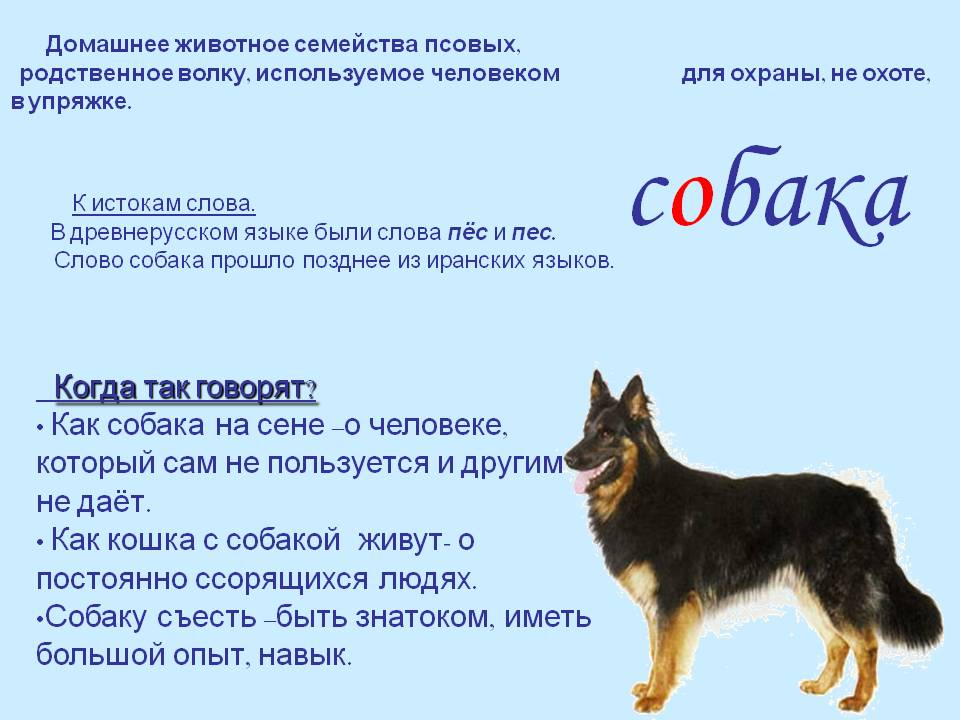 Домашнее животное семейства псовых,
родственное волку, используемое человеком для охраны, не охоте,
в упряжке.
собака
К истокам слова.
В древнерусском языке были слова пёс и пес.
Слово собака прошло позднее из иранских языков.
Когда так говорят?
• Как собака на сене –о человеке,
который сам не пользуется и другим
не даёт.
• Как кошка с собакой живут- о
постоянно ссорящихся людях.
•Собаку съесть –быть знатоком, иметь
большой опыт, навык.